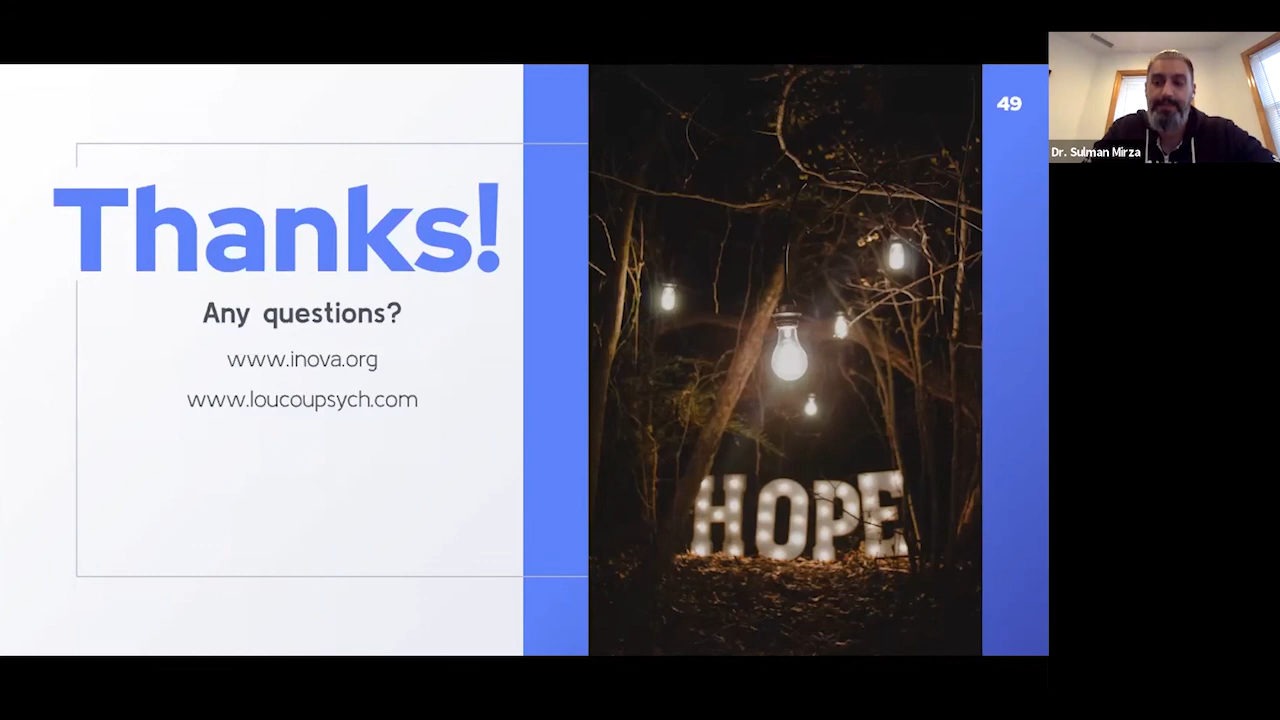 Thanks!
Any questions?
www.inova.org
www.loucoupsych.com
HOPE
49
Dr. Sulman Mirza